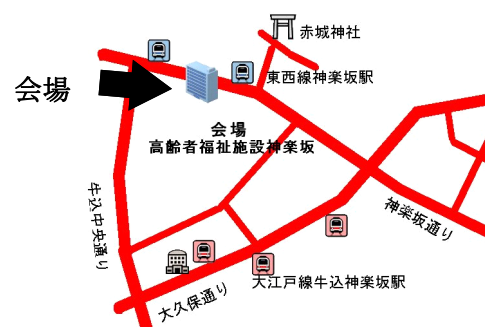 赤城神社
東西線神楽坂駅
会場
会場
高齢者福祉施設神楽坂
牛込中央通り
神楽坂通り
大江戸線牛込神楽坂駅
大久保通り